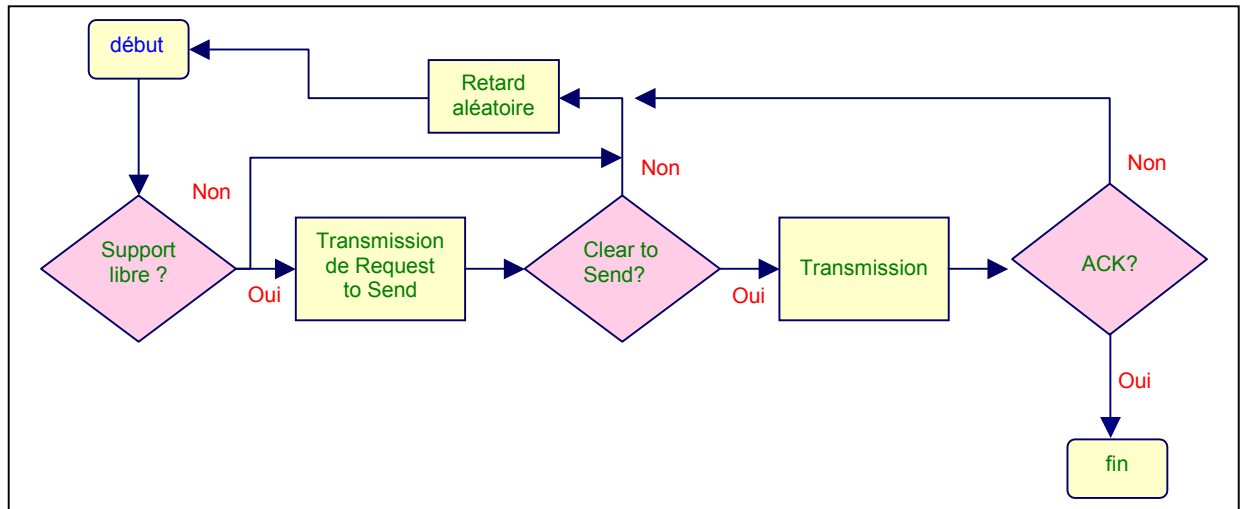 début
Retard
aléatoire
Non
Non
Non
Support
libre ?
Oui
Transmission
de Request
to Send
Clear to
Send?
Oui
Transmission
ACK?
Oui
fin